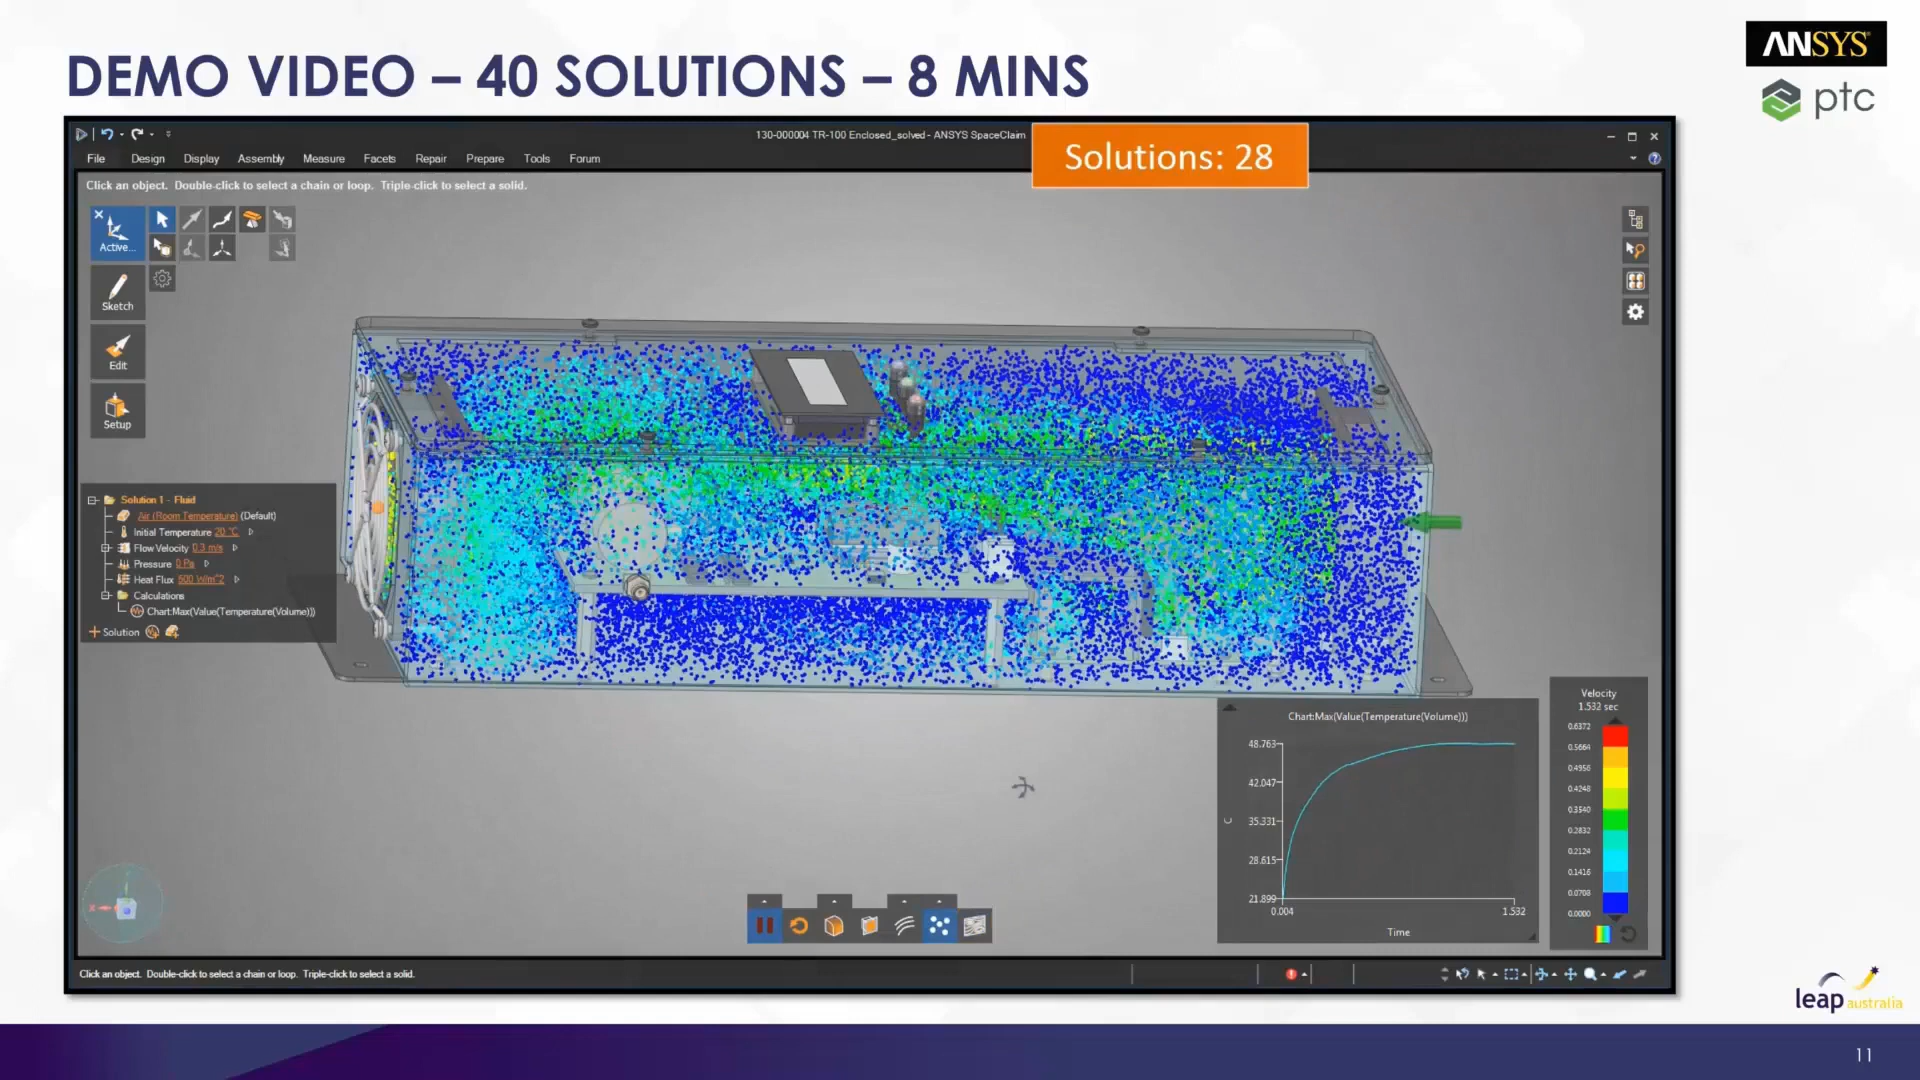 DEMO VIDEO – 40 SOLUTIONS – 8 MINS
ANSYS
ptc
130-000004 TR-100 Enclosed_solved - ANSYS SpaceClaim
Solutions: 28
File Design Display Assembly Measure Facets Repair Prepare Tools Forum
Click an object. Double-click to select a chain or loop. Triple-click to select a solid.
Active...
Sketch
Edit
Setup
Solution 1 - Fluid
Air (Room Temperature) (Default)
Initial Temperature 20 °C
Flow Velocity 0.3 m/s
Pressure 0 Pa
Heat Flux 500 W/m^2
Calculations
Chart:Max(Value(Temperature(Volume)))
Solution
Chart:Max(Value(Temperature(Volume)))
48.763
42.047
35.331
28.615
21.899
C
0.004
1.532
Time
Velocity
1.532 sec
0.6372
0.5664
0.4956
0.4248
0.3540
0.2832
0.2124
0.1416
0.0708
0.0000
X
Click an object. Double-click to select a chain or loop. Triple-click to select a solid.
leap australia
11